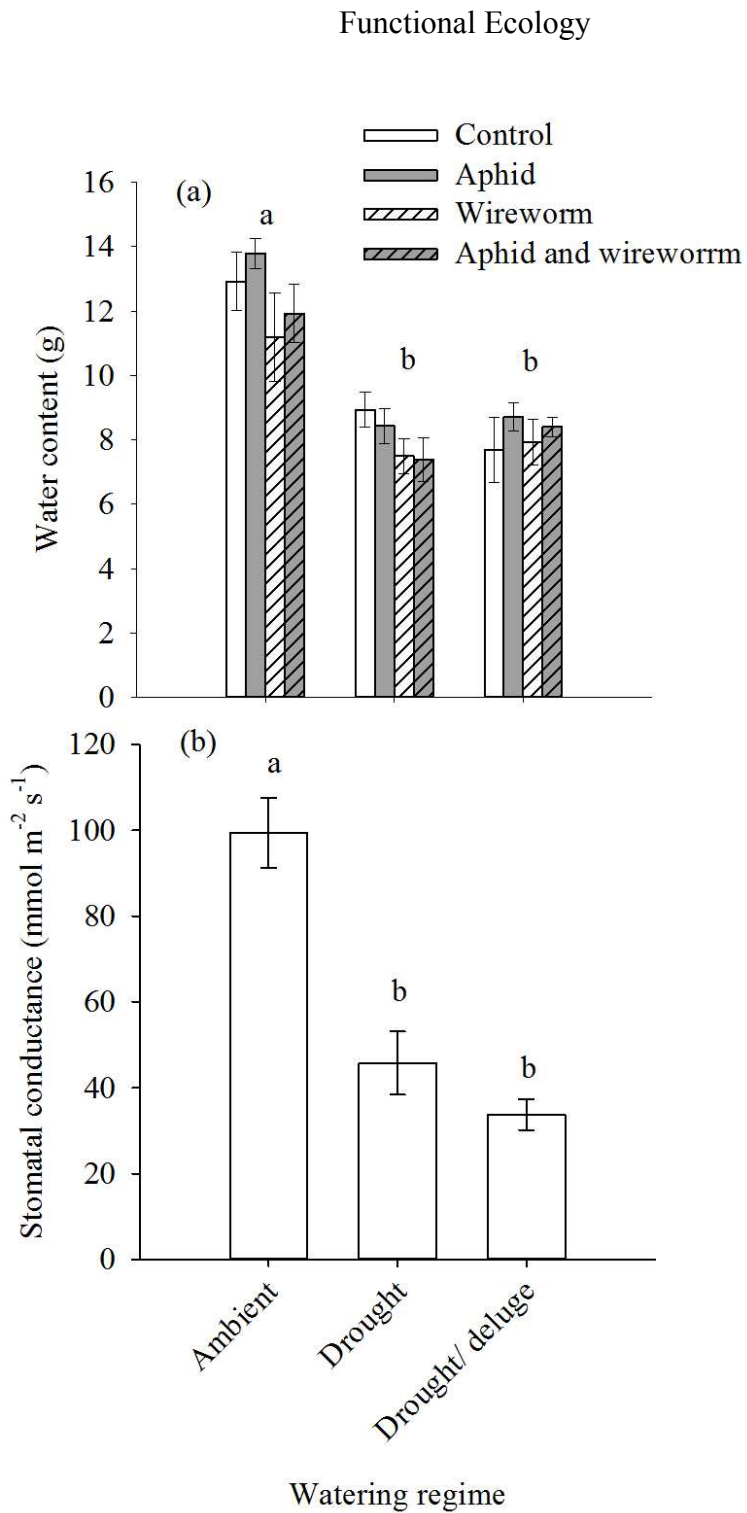 Functional Ecology
Control
Aphid
Wireworm
Aphid and wireworrm
(a)
16
14
12
10
8
6
4
2
0
Water content (g)
a
b
b
(b)
120
100
80
60
40
20
0
Stomatal conductance (mmol m⁻² s⁻¹)
a
b
b
Ambient
Drought
Drought/ deluge
Watering regime